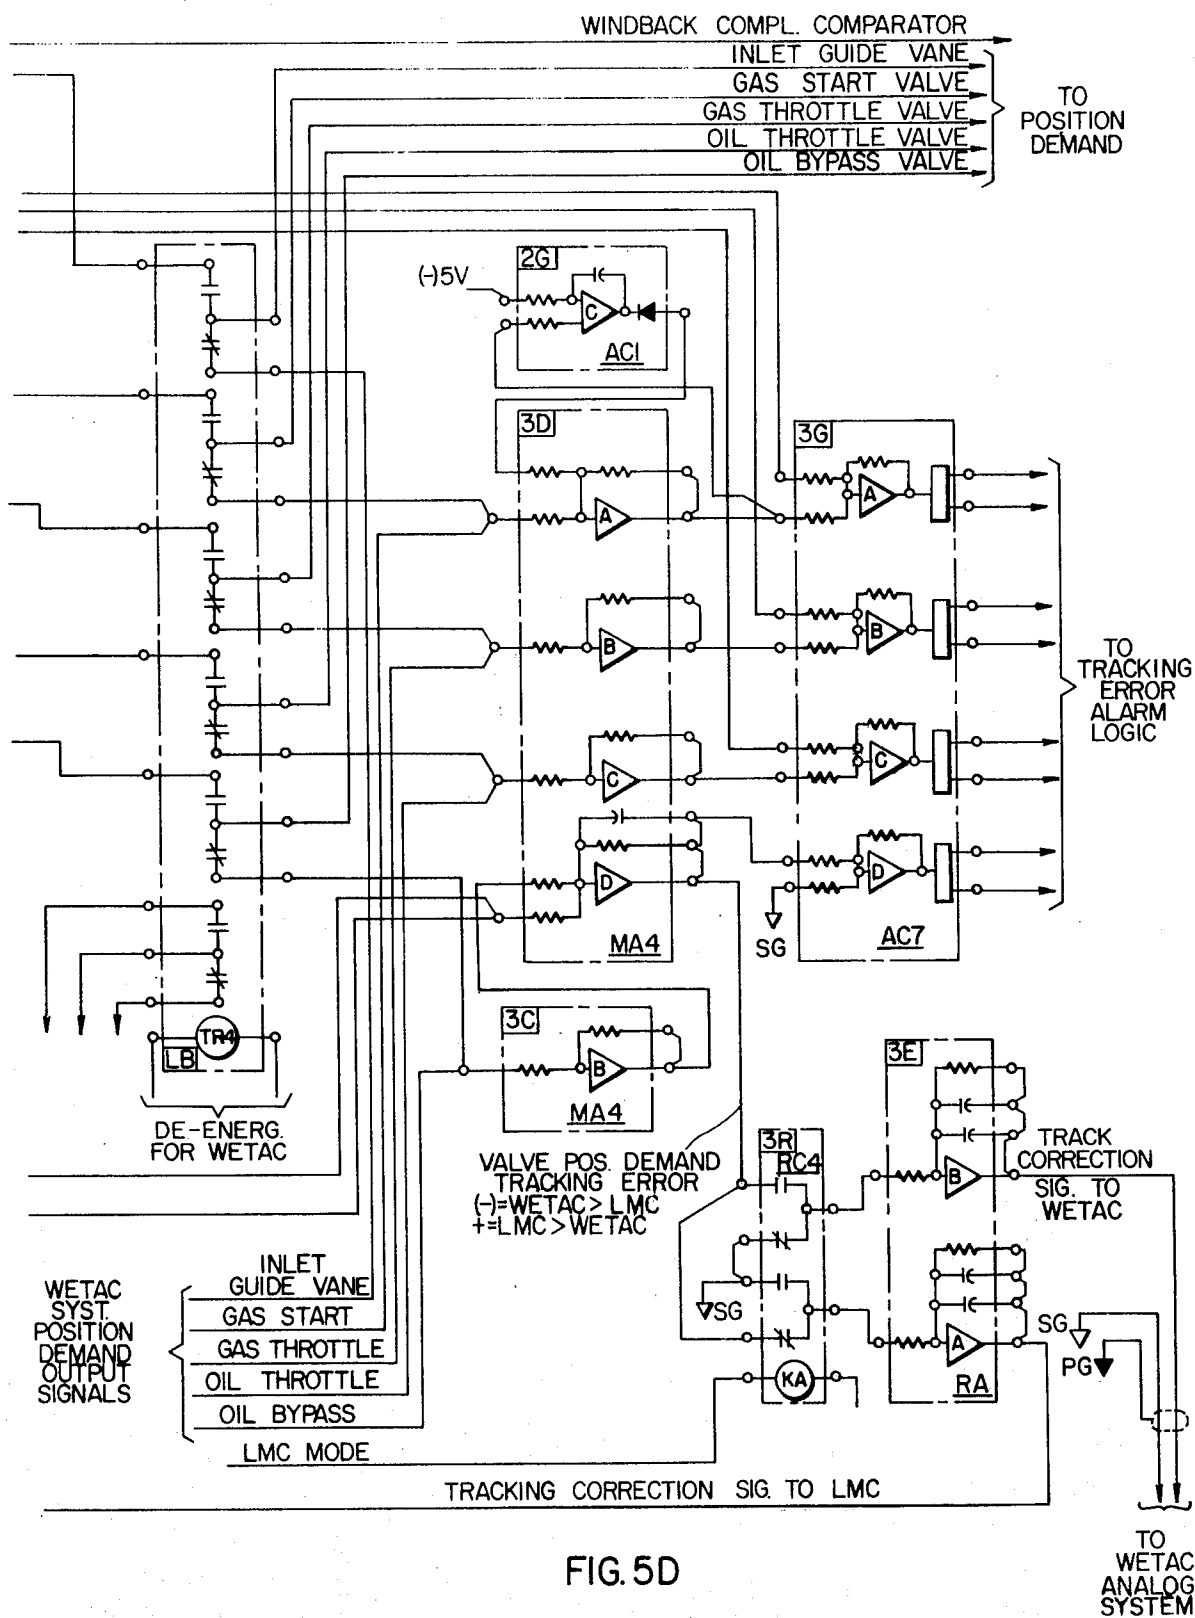 WINDBACK COMPL. COMPARATOR
INLET GUIDE VANE
GAS START VALVE
GAS THROTTLE VALVE
OIL THROTTLE VALVE
OIL BYPASS VALVE
TO
POSITION
DEMAND
2G
(-)5V
C
AC1
3D
3G
A
A
B
B
C
C
D
D
MA4
AC7
SG
TO
TRACKING
ERROR
ALARM
LOGIC
TR4
LB
DE-ENERG.
FOR WETAC
3C
B
MA4
VALVE POS. DEMAND
TRACKING ERROR
(-)=WETAC > LMC
+=LMC > WETAC
3R
RC4
SG
KA
3E
B
A
RA
TRACK
CORRECTION
SIG. TO
WETAC
SG
PG
WETAC
SYST.
POSITION
DEMAND
OUTPUT
SIGNALS
INLET
GUIDE VANE
GAS START
GAS THROTTLE
OIL THROTTLE
OIL BYPASS
LMC MODE
TRACKING CORRECTION SIG. TO LMC
TO
WETAC
ANALOG
SYSTEM
FIG. 5D